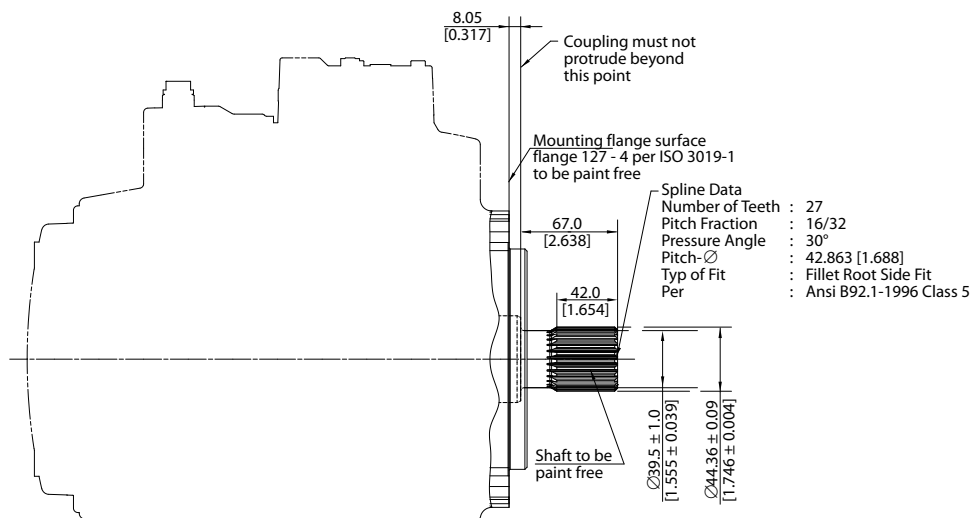 8.05
[0.317]
Coupling must not
protrude beyond
this point
Mounting flange surface
flange 127 - 4 per ISO 3019-1
to be paint free
Spline Data
Number of Teeth : 27
Pitch Fraction : 16/32
Pressure Angle : 30°
Pitch-∅ : 42.863 [1.688]
Typ of Fit : Fillet Root Side Fit
Per : Ansi B92.1-1996 Class 5
67.0
[2.638]
42.0
[1.654]
Shaft to be
paint free
∅39.5 ± 1.0
[1.555 ± 0.039]
∅44.36 ± 0.09
[1.746 ± 0.004]